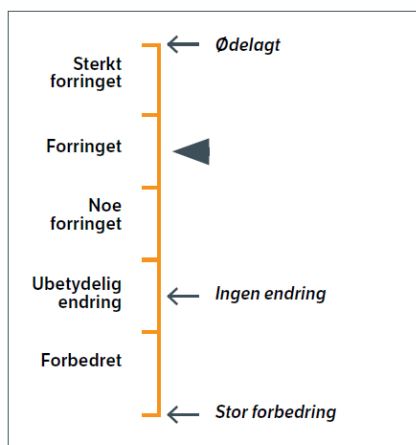 Ødelagt
Sterkt
forringet
Forringet
Noe
forringet
Ubetydelig
endring
Ingen endring
Forbedret
Stor forbedring